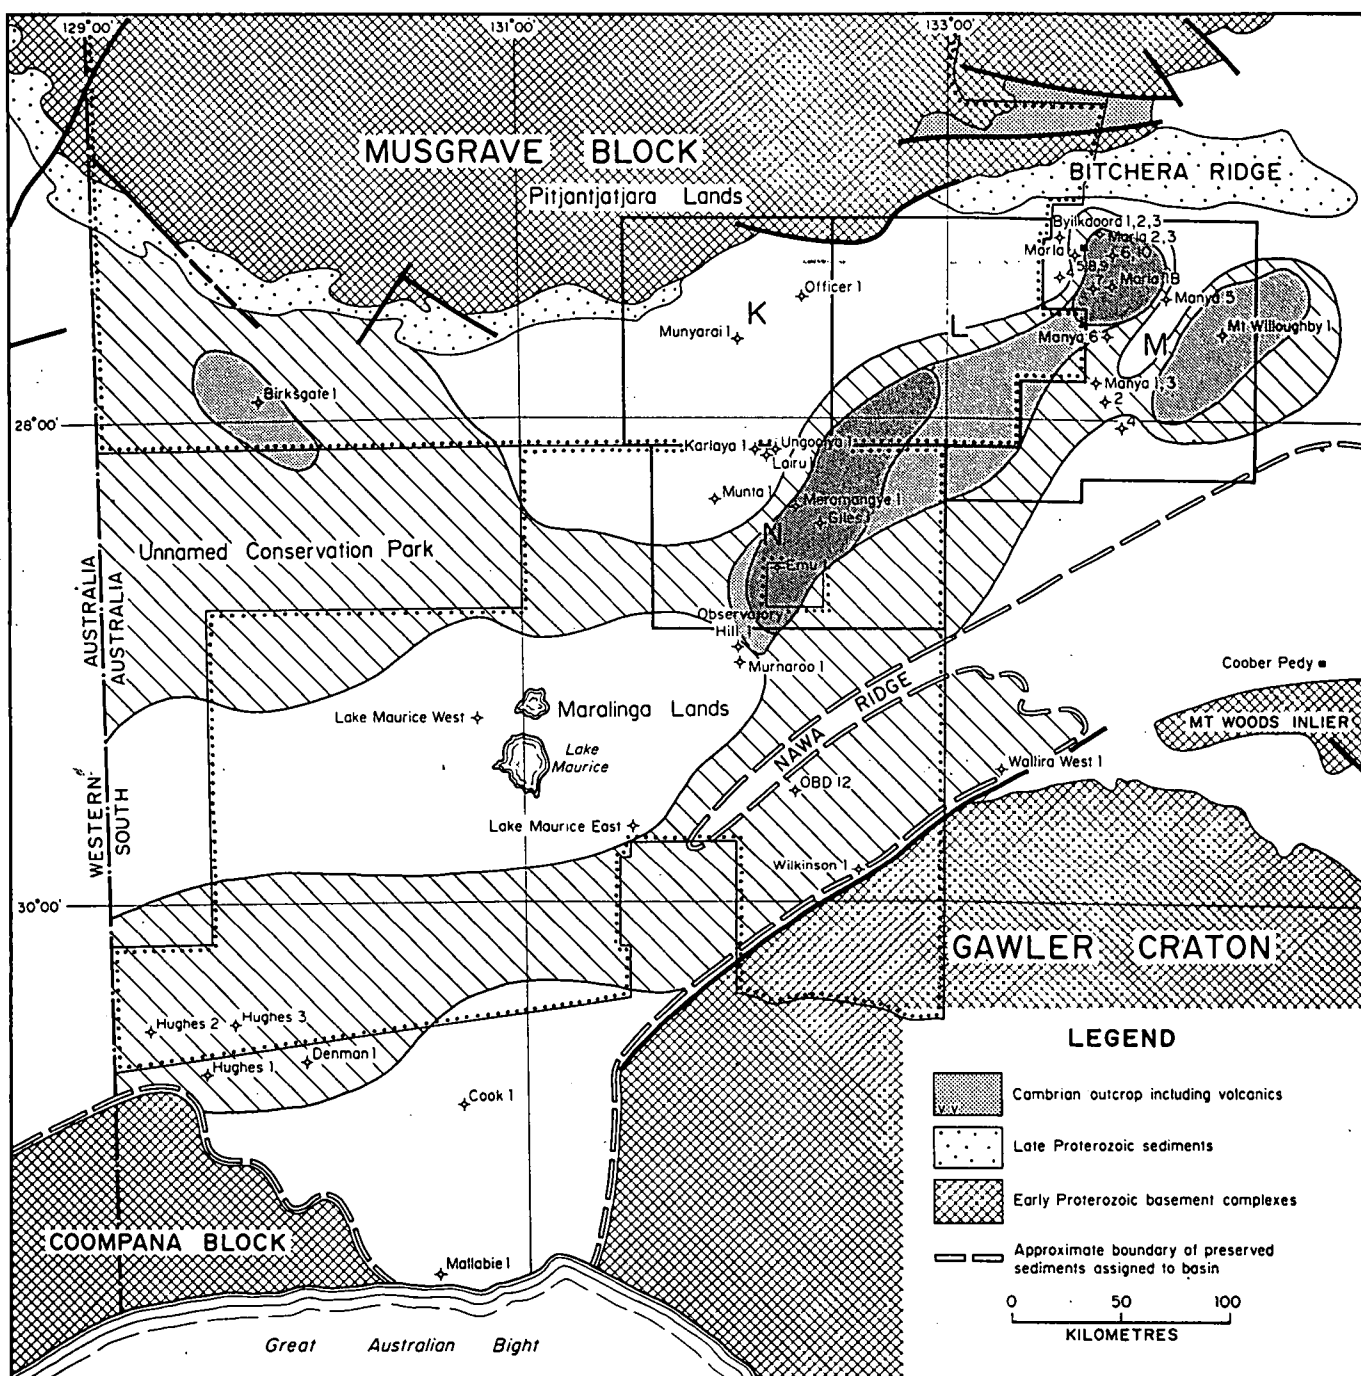 129°00'
131°00'
133°00'
MUSGRAVE BLOCK
Pitjantjatjara Lands
BITCHERA RIDGE
Byilkaoora 1,2,3
Marla 2,3
Marla
6,10
4
5,8,9
7
Marla 1B
Officer 1
K
Munyarai 1
L
Manya 5
Mt Willoughby 1
M
Manya 6
Manya 1,3
2
4
Birksgate 1
28°00'
Karlaya 1
Ungoolya 1
Lairu 1
Munta 1
Meramangye 1
Giles 1
N
Emu 1
Unnamed Conservation Park
AUSTRALIA
AUSTRALIA
WESTERN
SOUTH
Observatory
Hill 1
Murnaroo 1
Coober Pedy
Lake Maurice West
Maralinga Lands
Lake
Maurice
NAWA RIDGE
MT WOODS INLIER
Wallira West 1
OBD 12
Lake Maurice East
Wilkinson 1
30°00'
GAWLER CRATON
Hughes 2
Hughes 3
Hughes 1
Denman 1
Cook 1
COOMPANA BLOCK
Mallabie 1
Great Australian Bight
LEGEND
v v
Cambrian outcrop including volcanics
Late Proterozoic sediments
Early Proterozoic basement complexes
Approximate boundary of preserved
sediments assigned to basin
0 50 100
KILOMETRES